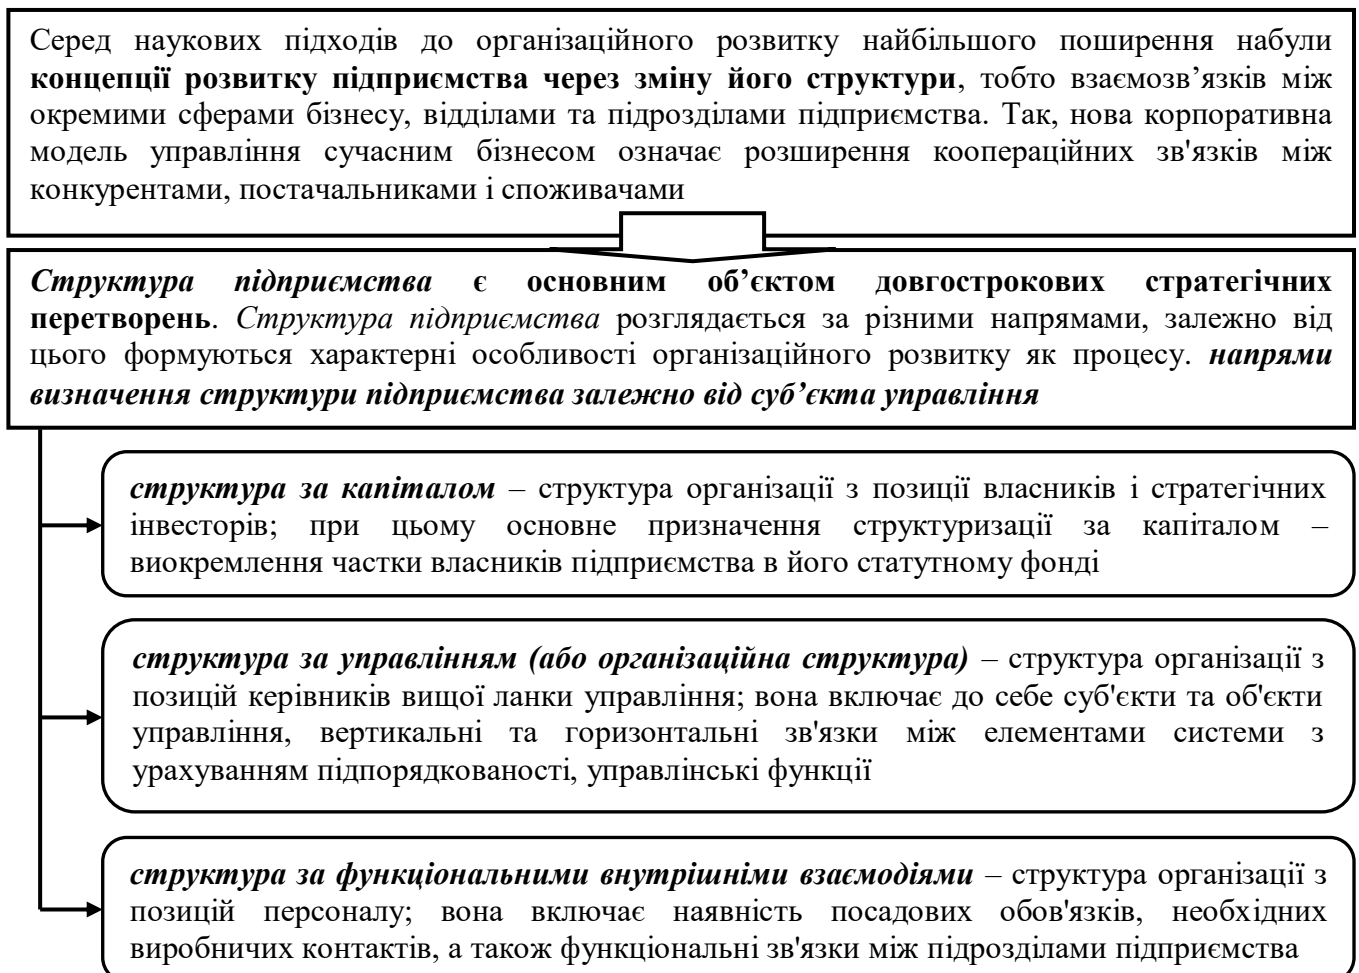 Серед наукових підходів до організаційного розвитку найбільшого поширення набули
концепції розвитку підприємства через зміну його структури, тобто взаємозв’язків між
окремими сферами бізнесу, відділами та підрозділами підприємства. Так, нова корпоративна
модель управління сучасним бізнесом означає розширення коопераційних зв'язків між
конкурентами, постачальниками і споживачами
Структура підприємства є основним об’єктом довгострокових стратегічних
перетворень. Структура підприємства розглядається за різними напрямами, залежно від
цього формуються характерні особливості організаційного розвитку як процесу. напрями
визначення структури підприємства залежно від суб’єкта управління
структура за капіталом – структура організації з позиції власників і стратегічних
інвесторів; при цьому основне призначення структуризації за капіталом –
виокремлення частки власників підприємства в його статутному фонді
структура за управлінням (або організаційна структура) – структура організації з
позицій керівників вищої ланки управління; вона включає до себе суб'єкти та об'єкти
управління, вертикальні та горизонтальні зв'язки між елементами системи з
урахуванням підпорядкованості, управлінські функції
структура за функціональними внутрішніми взаємодіями – структура організації з
позицій персоналу; вона включає наявність посадових обов'язків, необхідних
виробничих контактів, а також функціональні зв'язки між підрозділами підприємства